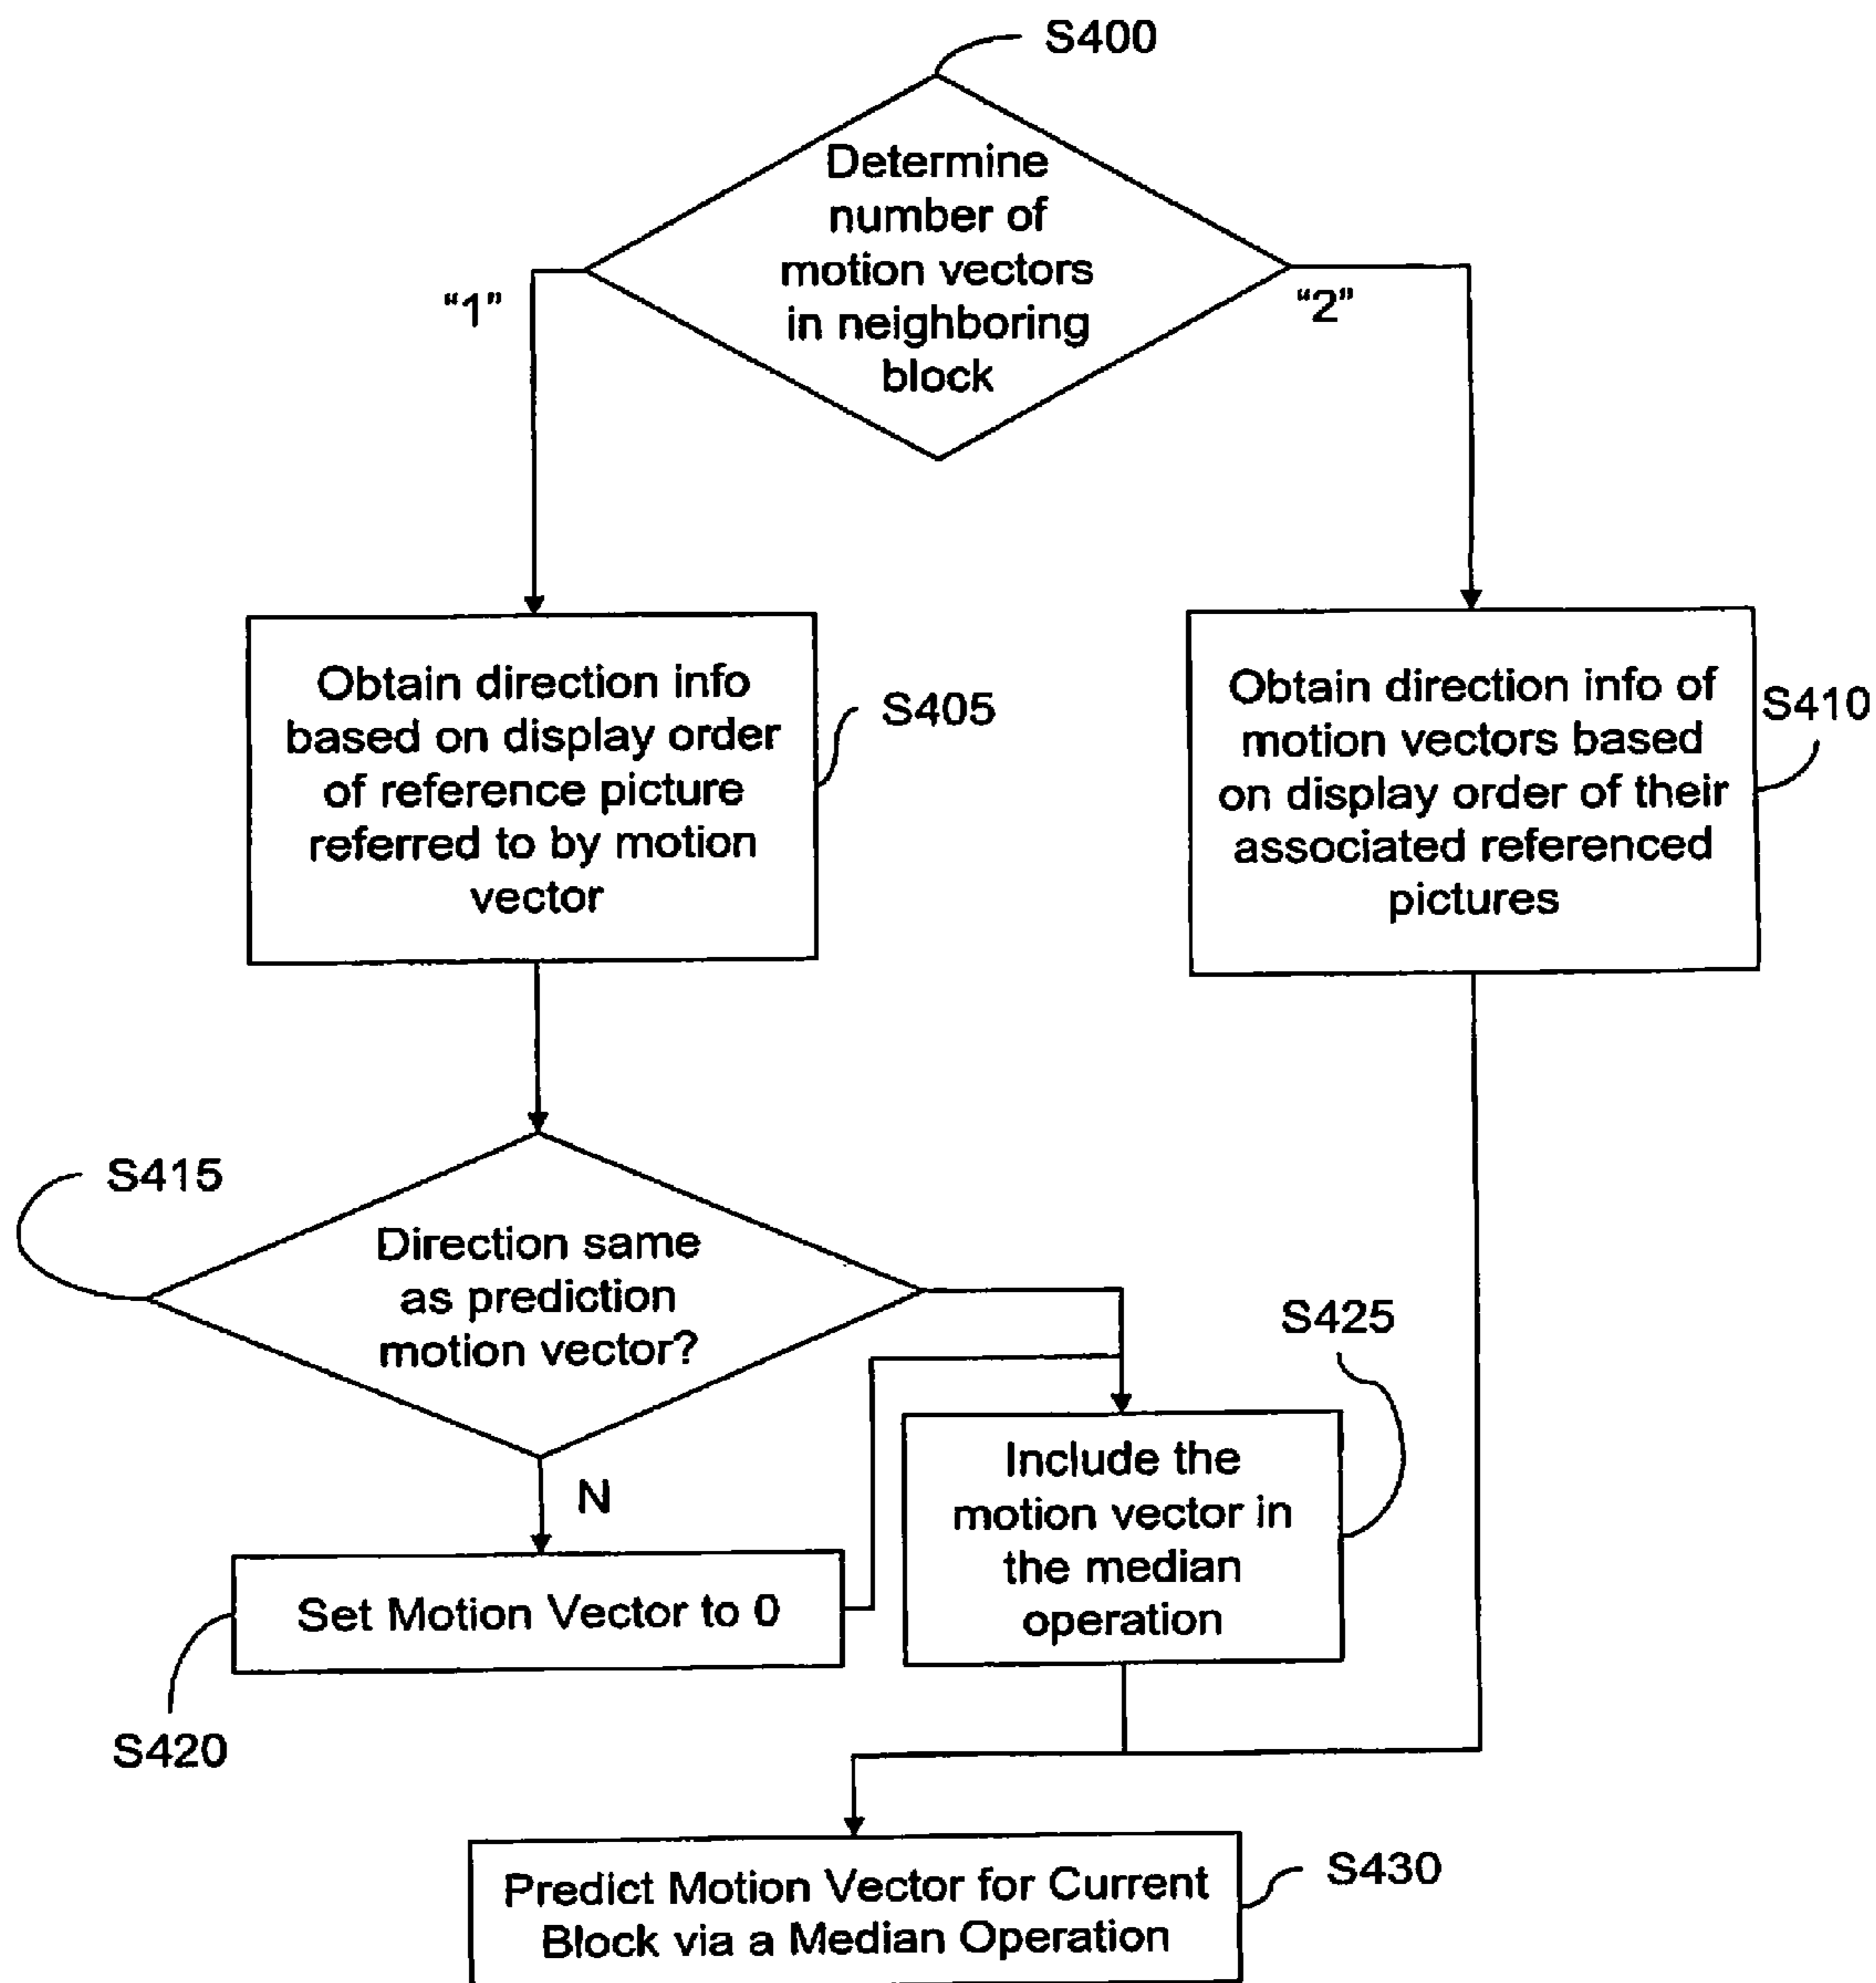 S400
Determine
number of
motion vectors
in neighboring
block
“1”
“2”
Obtain direction info
based on display order
of reference picture
referred to by motion
vector
S405
Obtain direction info of
motion vectors based
on display order of their
associated referenced
pictures
S410
S415
Direction same
as prediction
motion vector?
S425
N
Include the
motion vector in
the median
operation
Set Motion Vector to 0
S420
Predict Motion Vector for Current
Block via a Median Operation
S430